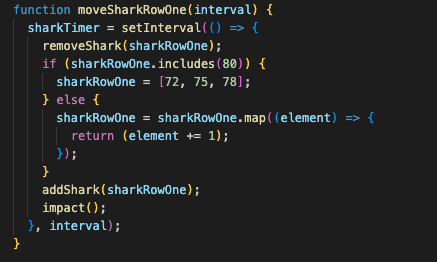 function moveSharkRowOne(interval) {
  sharkTimer = setInterval(() => {
    removeShark(sharkRowOne);
    if (sharkRowOne.includes(80)) {
      sharkRowOne = [72, 75, 78];
    } else {
      sharkRowOne = sharkRowOne.map((element) => {
        return (element += 1);
      });
    }
    addShark(sharkRowOne);
    impact();
  }, interval);
}